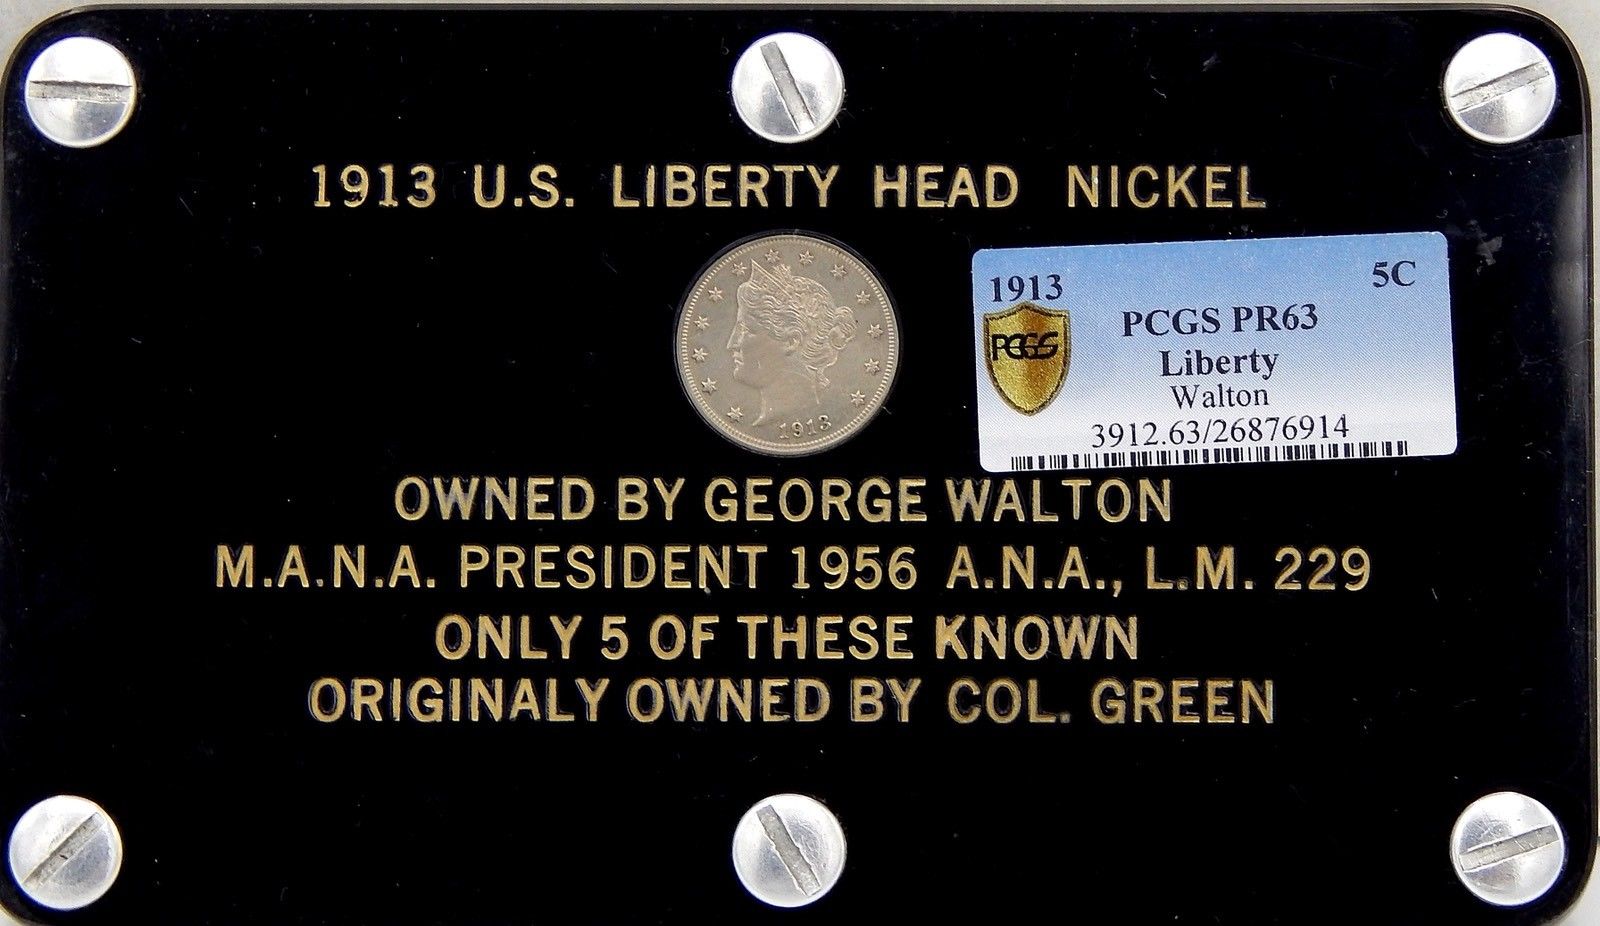 1913 U.S. LIBERTY HEAD NICKEL
1913
1913 5C
PCGS PR63
PCGS
Liberty
Walton
3912.63/26876914
OWNED BY GEORGE WALTON
M.A.N.A. PRESIDENT 1956 A.N.A., L.M. 229
ONLY 5 OF THESE KNOWN
ORIGINALY OWNED BY COL. GREEN